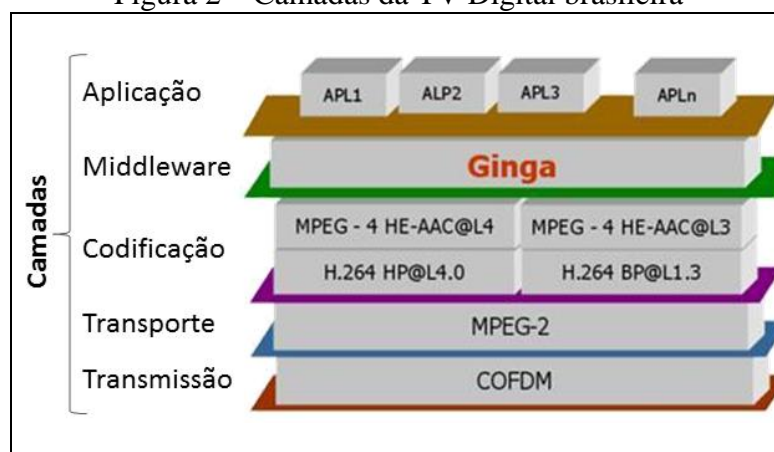 Figura 2 – Camadas da TV Digital brasileira
Camadas
Aplicação
APL1 ALP2 APL3 APLn
Middleware
Ginga
Codificação
MPEG - 4 HE-AAC@L4 MPEG - 4 HE-AAC@L3
H.264 HP@L4.0 H.264 BP@L1.3
Transporte
MPEG-2
Transmissão
COFDM